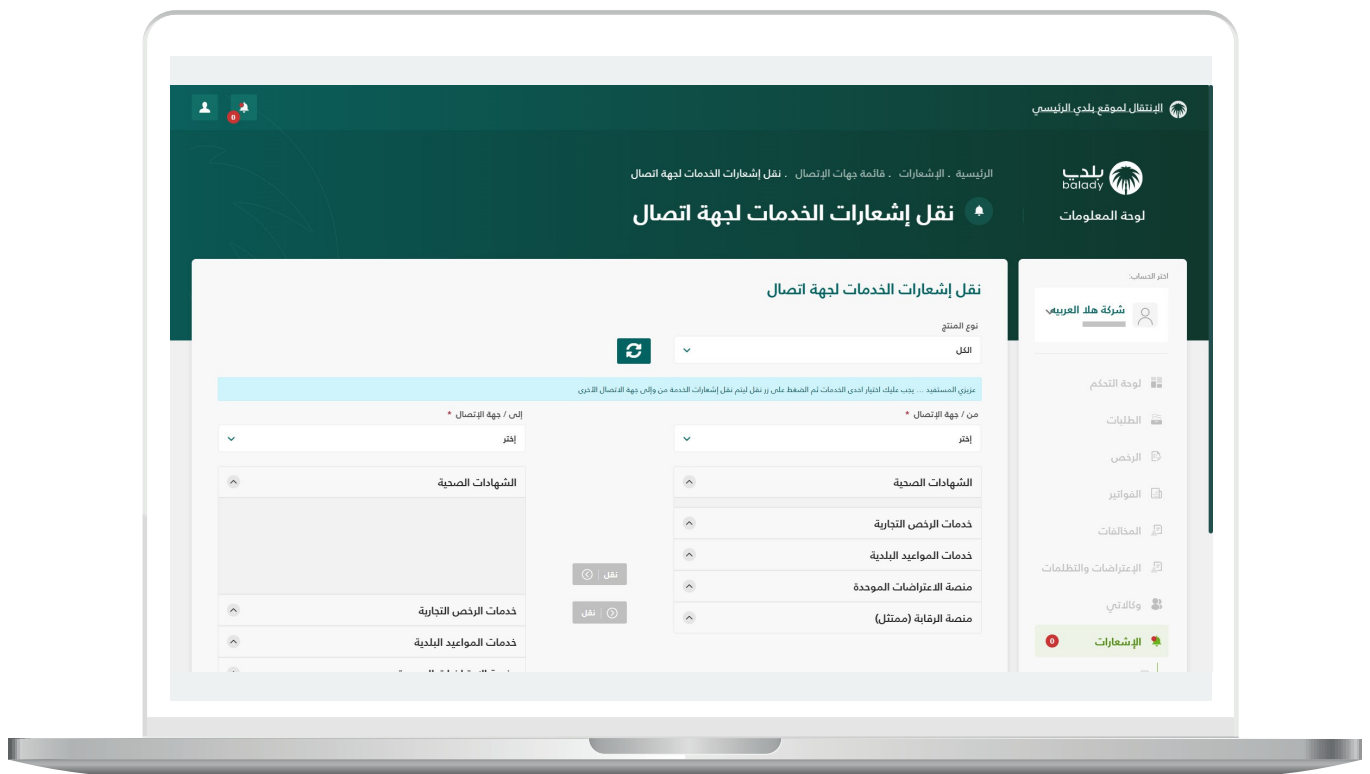 الإنتقال لموقع بلدي الرئيسي
0
بلدي
balady
لوحة المعلومات
الرئيسية . الإشعارات . قائمة جهات الإتصال . نقل إشعارات الخدمات لجهة اتصال
نقل إشعارات الخدمات لجهة اتصال
اختر الحساب:
شركة هلا العربيه
لوحة التحكم
الطلبات
الرخص
الفواتير
المخالفات
الإعتراضات والتظلمات
وكالاتي
الإشعارات 0
نقل إشعارات الخدمات لجهة اتصال
نوع المنتج
الكل
عزيزي المستفيد ... يجب عليك اختيار احدى الخدمات ثم الضغط على زر نقل ليتم نقل إشعارات الخدمة من وإلى جهة الاتصال الأخرى
من / جهة الإتصال *
إختر
الشهادات الصحية
خدمات الرخص التجارية
خدمات المواعيد البلدية
منصة الاعتراضات الموحدة
منصة الرقابة (ممتثل)
نقل
نقل
إلى / جهة الإتصال *
إختر
الشهادات الصحية
خدمات الرخص التجارية
خدمات المواعيد البلدية